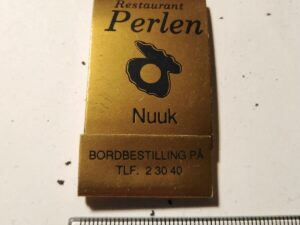 Restaurant
Perlen
Nuuk
BORDBESTILLING PÅ
TLF. 2 30 40